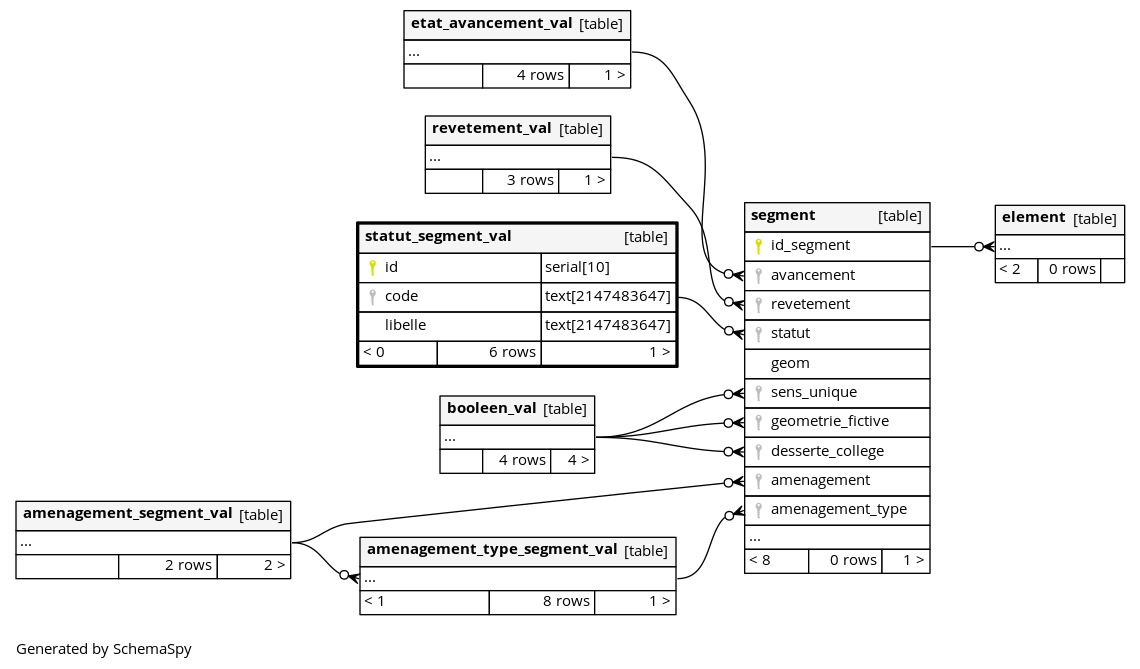 etat_avancement_val [table]
...
4 rows 1 >
revetement_val [table]
...
3 rows 1 >
statut_segment_val [table]
id serial[10]
code text[2147483647]
libelle text[2147483647]
< 0 6 rows 1 >
booleen_val [table]
...
4 rows 4 >
amenagement_segment_val [table]
...
2 rows 2 >
amenagement_type_segment_val [table]
...
< 1 8 rows 1 >
segment [table]
id_segment
avancement
revetement
statut
geom
sens_unique
geometrie_fictive
desserte_college
amenagement
amenagement_type
...
< 8 0 rows 1 >
element [table]
...
< 2 0 rows
Generated by SchemaSpy